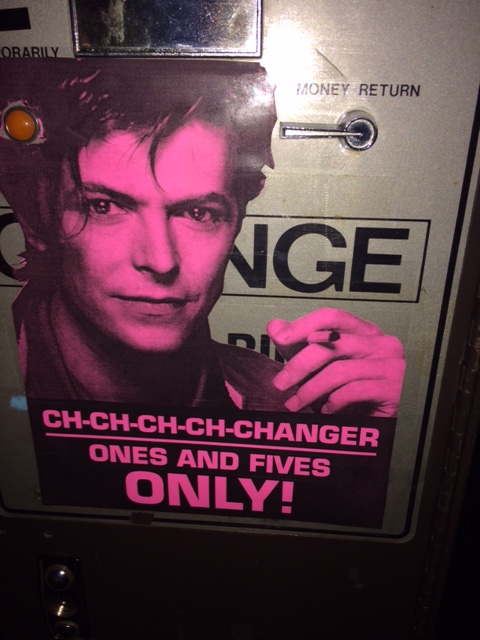 ORARILY
MONEY RETURN
NGE
CH-CH-CH-CH-CHANGER
ONES AND FIVES
ONLY!